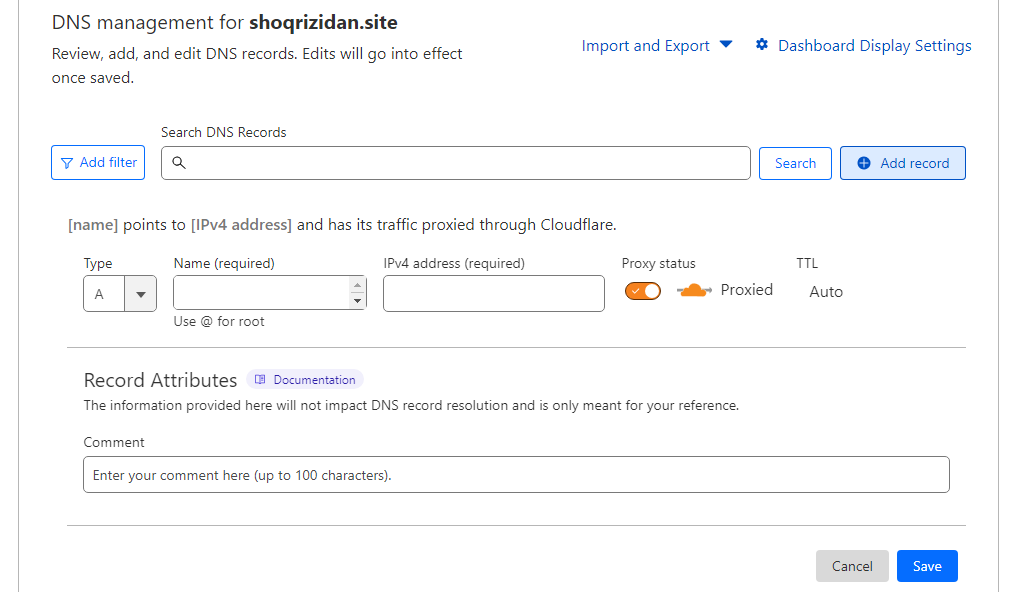 DNS management for shoqrizidan.site
Review, add, and edit DNS records. Edits will go into effect
once saved.
Import and Export
Dashboard Display Settings
Search DNS Records
Add filter
Search
Add record
[name] points to [IPv4 address] and has its traffic proxied through Cloudflare.
Type
Name (required)
IPv4 address (required)
Proxy status
TTL
A
Proxied
Auto
Use @ for root
Record Attributes
Documentation
The information provided here will not impact DNS record resolution and is only meant for your reference.
Comment
Enter your comment here (up to 100 characters).
Cancel
Save